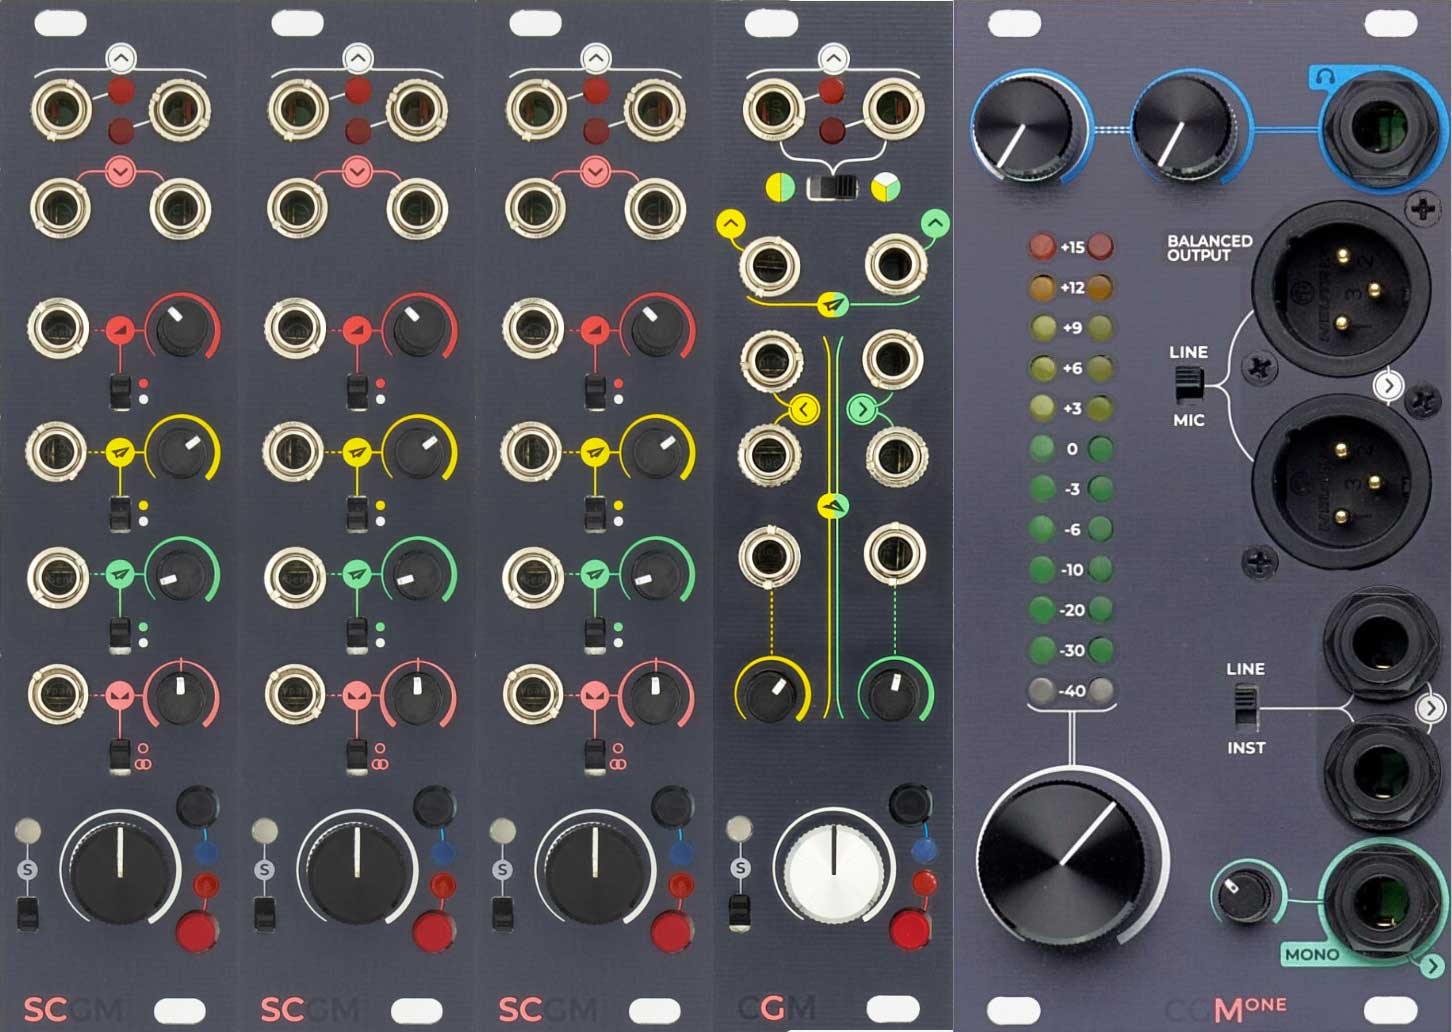 BALANCED
OUTPUT
+15
+12
+9
+6
+3
0
-3
-6
-10
-20
-30
-40
LINE
MIC
LINE
INST
MONO
S
S
S
S
SCGM
SCGM
SCGM
CGM
CGMONE